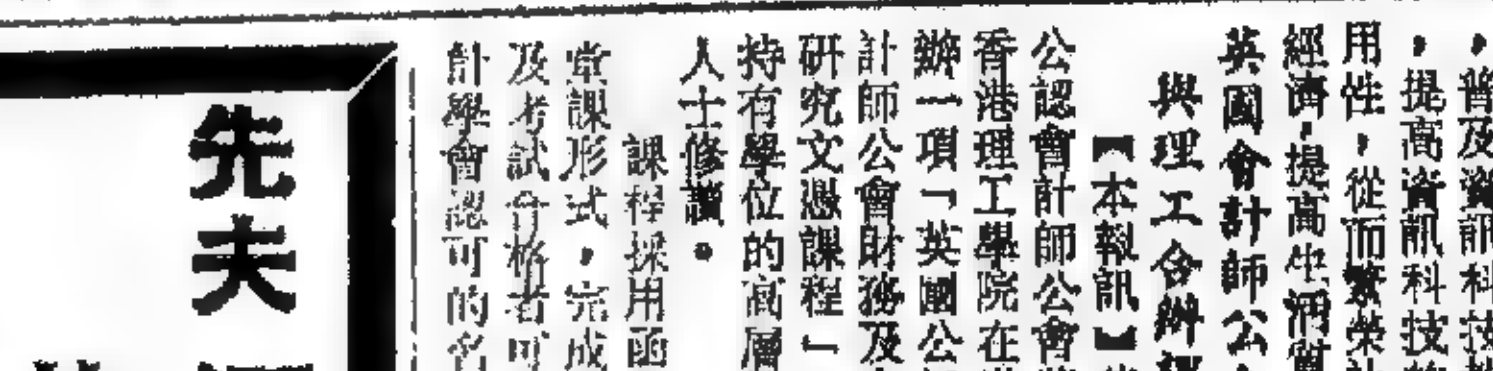 ，普及資訊科技
，提高資訊科技
用性，從而繁榮
經濟，提高生活質
英國會計師公
與理工合辦
【本報訊】
公認會計師公會
香港理工學院在
辦一項「英國公
計師公會財務及
研究文憑課程」
持有學位的高層
人士修讀。
課程採用函
堂課形式，完成
及考試合格者可
計學會認可的名
先夫